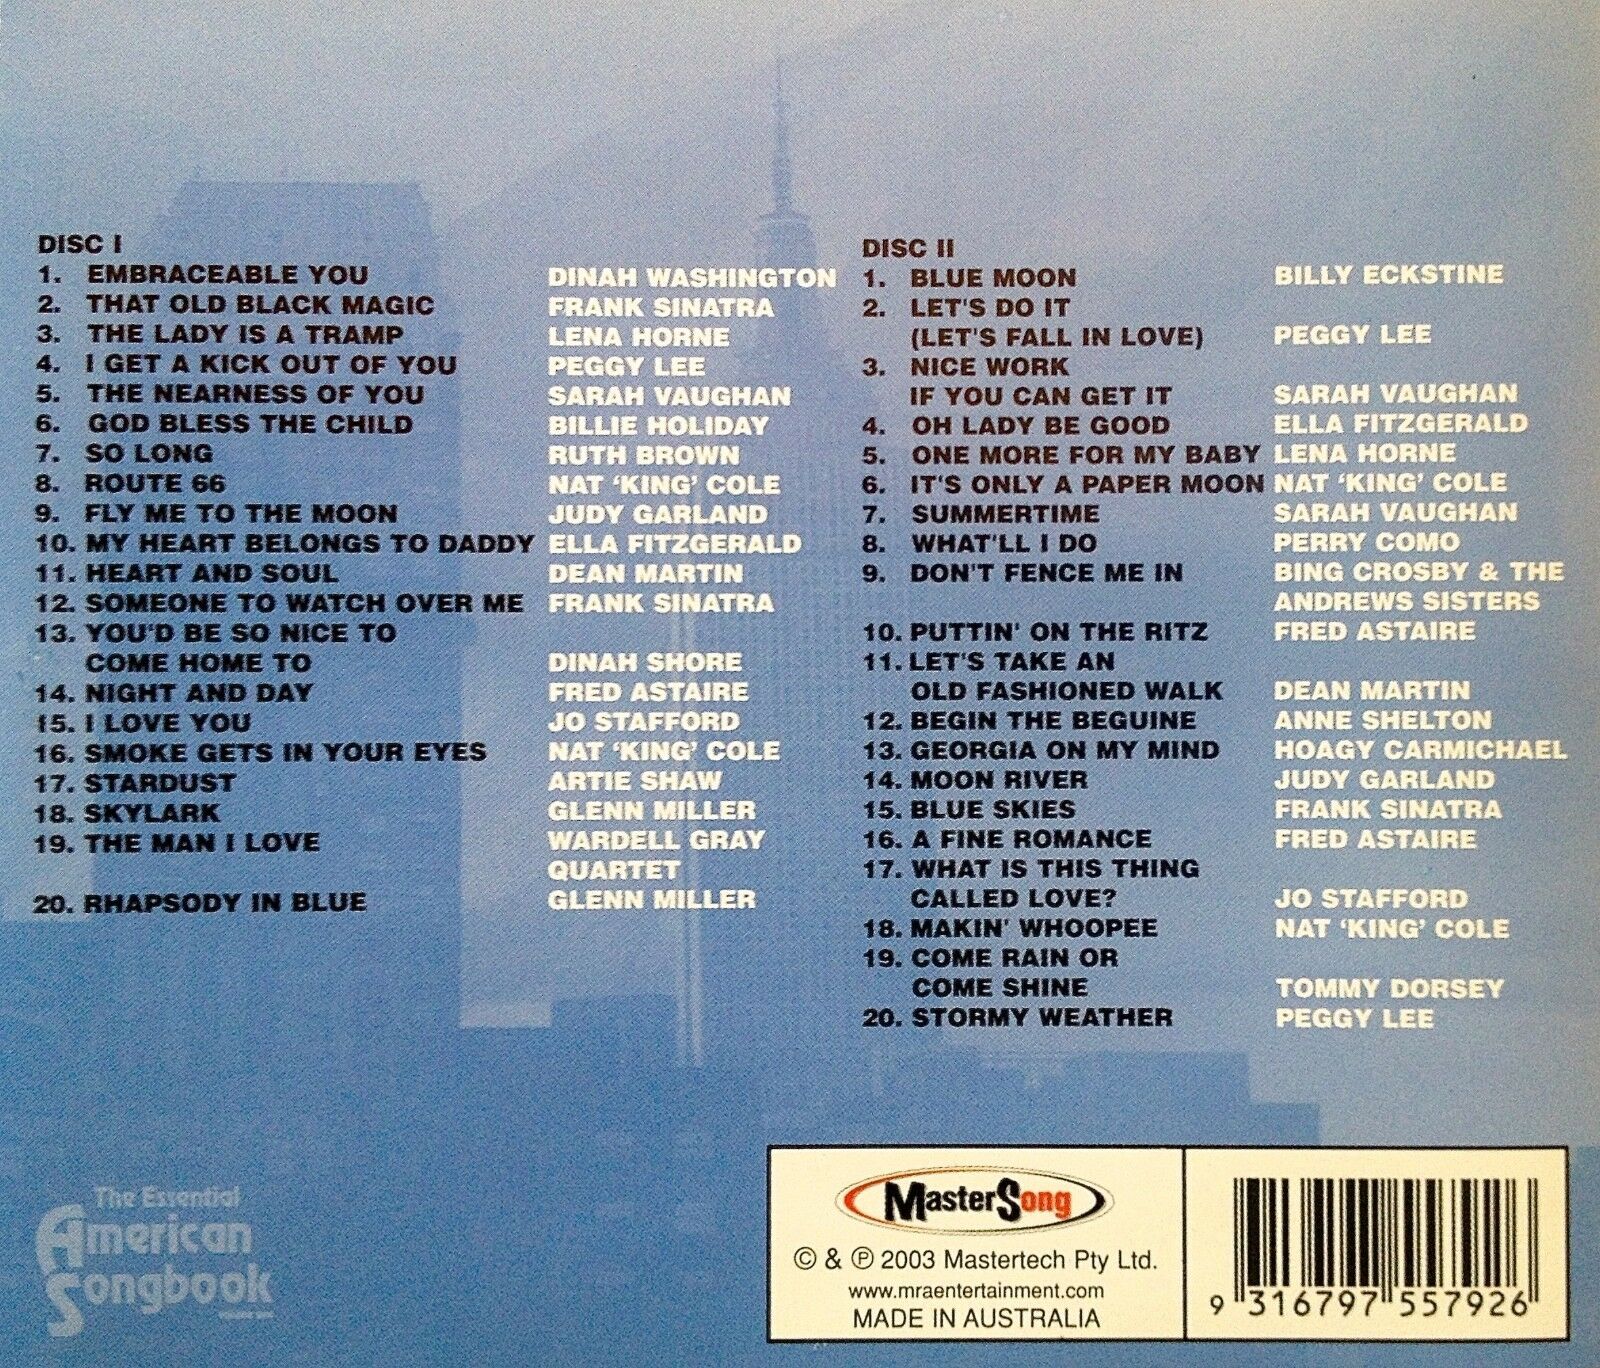 DISC I
1. EMBRACEABLE YOU DINAH WASHINGTON
2. THAT OLD BLACK MAGIC FRANK SINATRA
3. THE LADY IS A TRAMP LENA HORNE
4. I GET A KICK OUT OF YOU PEGGY LEE
5. THE NEARNESS OF YOU SARAH VAUGHAN
6. GOD BLESS THE CHILD BILLIE HOLIDAY
7. SO LONG RUTH BROWN
8. ROUTE 66 NAT ‘KING’ COLE
9. FLY ME TO THE MOON JUDY GARLAND
10. MY HEART BELONGS TO DADDY ELLA FITZGERALD
11. HEART AND SOUL DEAN MARTIN
12. SOMEONE TO WATCH OVER ME FRANK SINATRA
13. YOU'D BE SO NICE TO
COME HOME TO DINAH SHORE
14. NIGHT AND DAY FRED ASTAIRE
15. I LOVE YOU JO STAFFORD
16. SMOKE GETS IN YOUR EYES NAT ‘KING’ COLE
17. STARDUST ARTIE SHAW
18. SKYLARK GLENN MILLER
19. THE MAN I LOVE WARDELL GRAY
QUARTET
20. RHAPSODY IN BLUE GLENN MILLER
DISC II
1. BLUE MOON BILLY ECKSTINE
2. LET'S DO IT
(LET'S FALL IN LOVE) PEGGY LEE
3. NICE WORK
IF YOU CAN GET IT SARAH VAUGHAN
4. OH LADY BE GOOD ELLA FITZGERALD
5. ONE MORE FOR MY BABY LENA HORNE
6. IT'S ONLY A PAPER MOON NAT ‘KING’ COLE
7. SUMMERTIME SARAH VAUGHAN
8. WHAT'LL I DO PERRY COMO
9. DON'T FENCE ME IN BING CROSBY & THE
ANDREWS SISTERS
10. PUTTIN' ON THE RITZ FRED ASTAIRE
11. LET'S TAKE AN
OLD FASHIONED WALK DEAN MARTIN
12. BEGIN THE BEGUINE ANNE SHELTON
13. GEORGIA ON MY MIND HOAGY CARMICHAEL
14. MOON RIVER JUDY GARLAND
15. BLUE SKIES FRANK SINATRA
16. A FINE ROMANCE FRED ASTAIRE
17. WHAT IS THIS THING
CALLED LOVE? JO STAFFORD
18. MAKIN' WHOOPEE NAT ‘KING’ COLE
19. COME RAIN OR
COME SHINE TOMMY DORSEY
20. STORMY WEATHER PEGGY LEE
The Essential
American
Songbook
MasterSong
© & ℗ 2003 Mastertech Pty Ltd.
www.mraentertainment.com
MADE IN AUSTRALIA
9 316797 557926